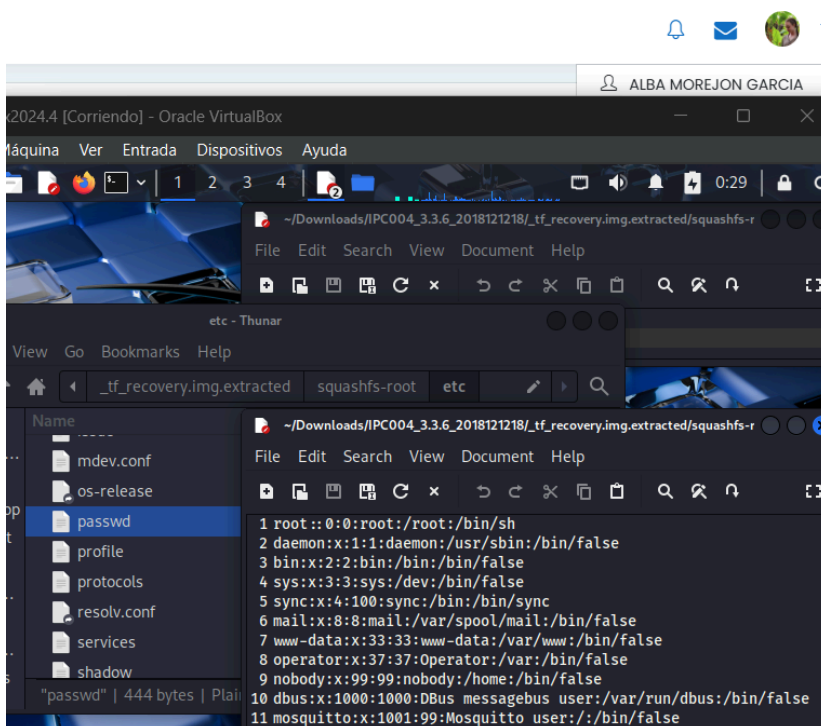 ALBA MOREJON GARCIA
x2024.4 [Corriendo] - Oracle VirtualBox
Máquina Ver Entrada Dispositivos Ayuda
1 2 3 4 2 0:29
~/Downloads/IPC004_3.3.6_2018121218/_tf_recovery.img.extracted/squashfs-r
File Edit Search View Document Help
etc - Thunar
View Go Bookmarks Help
_tf_recovery.img.extracted squashfs-root etc
Name
~/Downloads/IPC004_3.3.6_2018121218/_tf_recovery.img.extracted/squashfs-r
File Edit Search View Document Help
mdev.conf
os-release
passwd
profile
protocols
resolv.conf
services
shadow
"passwd" | 444 bytes | Plai
1 root::0:0:root:/root:/bin/sh
2 daemon:x:1:1:daemon:/usr/sbin:/bin/false
3 bin:x:2:2:bin:/bin:/bin/false
4 sys:x:3:3:sys:/dev:/bin/false
5 sync:x:4:100:sync:/bin:/bin/sync
6 mail:x:8:8:mail:/var/spool/mail:/bin/false
7 www-data:x:33:33:www-data:/var/www:/bin/false
8 operator:x:37:37:Operator:/var:/bin/false
9 nobody:x:99:99:nobody:/home:/bin/false
10 dbus:x:1000:1000:DBus messagebus user:/var/run/dbus:/bin/false
11 mosquitto:x:1001:99:Mosquitto user:/:/bin/false